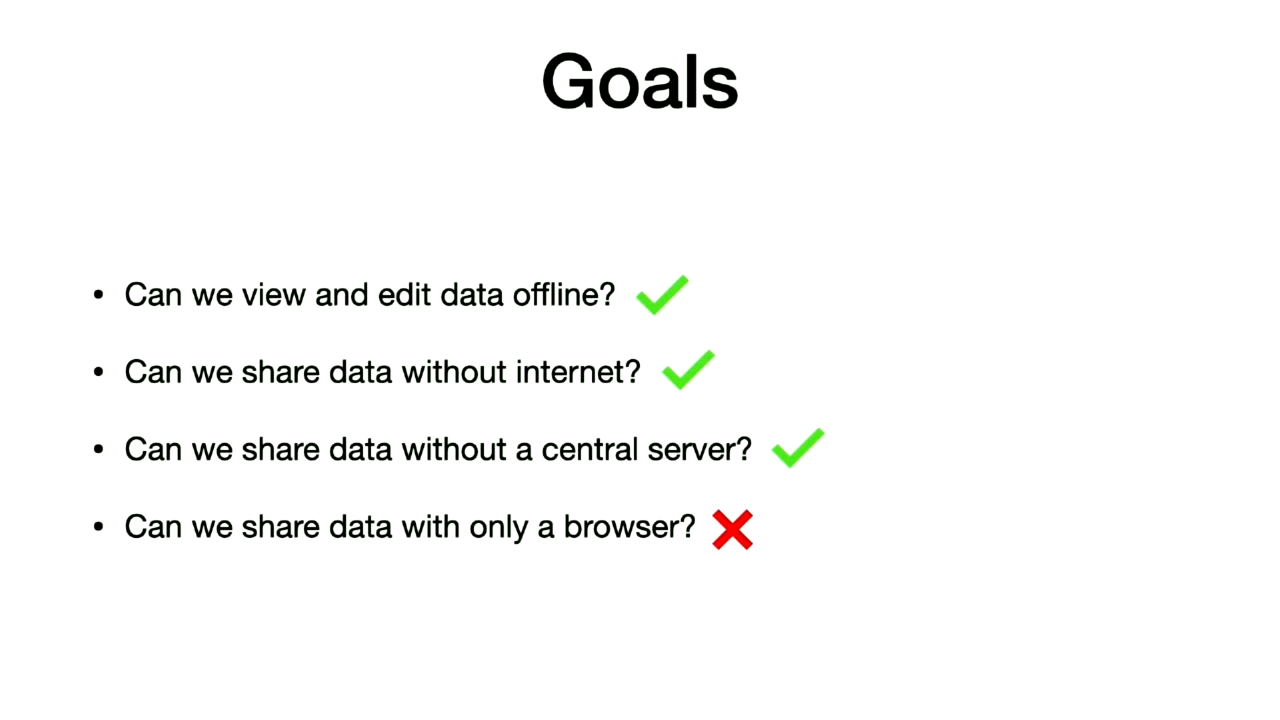 Goals
• Can we view and edit data offline? ✓
• Can we share data without internet? ✓
• Can we share data without a central server? ✓
• Can we share data with only a browser? ❌